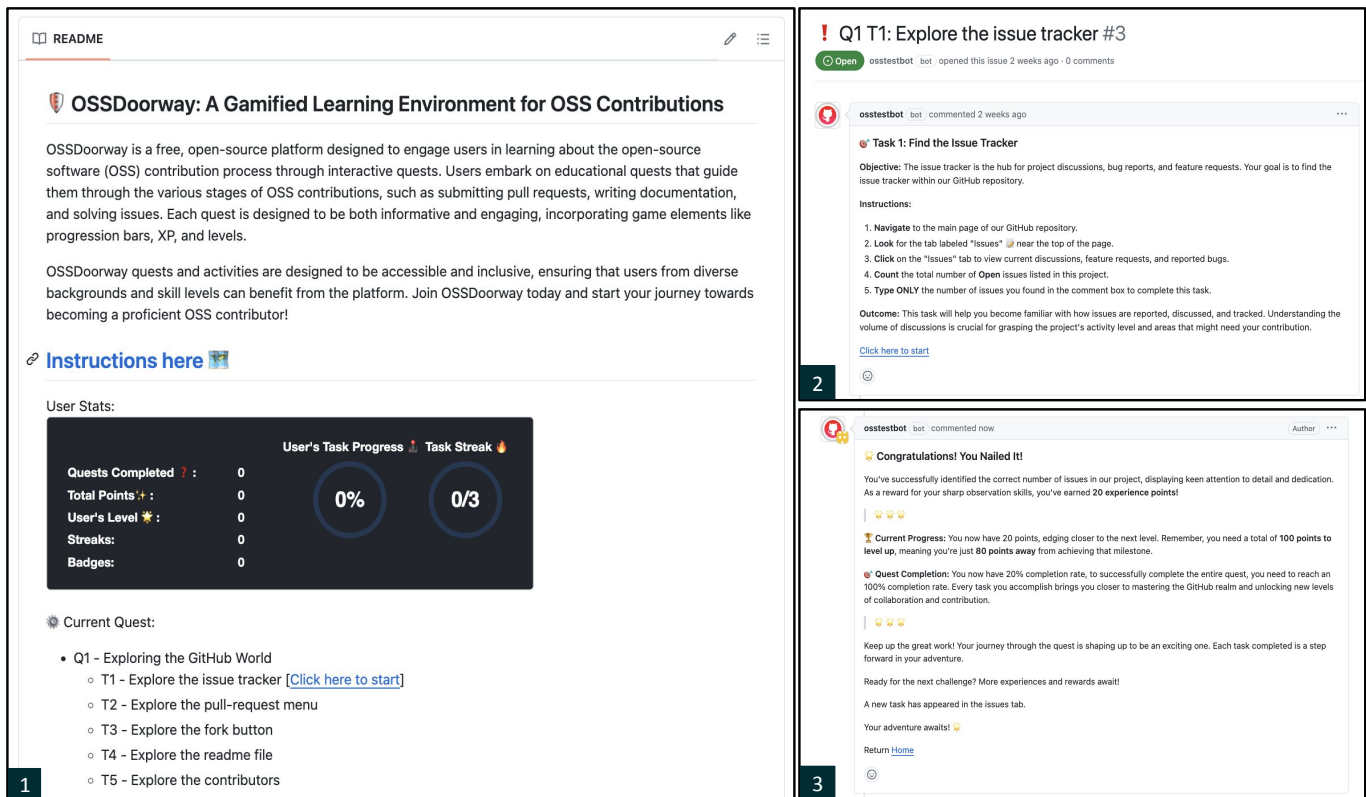 README
OSSDoorway: A Gamified Learning Environment for OSS Contributions
OSSDoorway is a free, open-source platform designed to engage users in learning about the open-source
software (OSS) contribution process through interactive quests. Users embark on educational quests that guide
them through the various stages of OSS contributions, such as submitting pull requests, writing documentation,
and solving issues. Each quest is designed to be both informative and engaging, incorporating game elements like
progression bars, XP, and levels.
OSSDoorway quests and activities are designed to be accessible and inclusive, ensuring that users from diverse
backgrounds and skill levels can benefit from the platform. Join OSSDoorway today and start your journey towards
becoming a proficient OSS contributor!
Instructions here
User Stats:
User's Task Progress Task Streak
Quests Completed ❓ : 0
Total Points✨ : 0
User's Level 🌟 : 0
Streaks: 0
Badges: 0
0% 0/3
Current Quest:
• Q1 - Exploring the GitHub World
◦ T1 - Explore the issue tracker [Click here to start]
◦ T2 - Explore the pull-request menu
◦ T3 - Explore the fork button
◦ T4 - Explore the readme file
◦ T5 - Explore the contributors
1
❗ Q1 T1: Explore the issue tracker #3
Open osstestbot bot opened this issue 2 weeks ago · 0 comments
osstestbot bot commented 2 weeks ago ···
Task 1: Find the Issue Tracker
Objective: The issue tracker is the hub for project discussions, bug reports, and feature requests. Your goal is to find the
issue tracker within our GitHub repository.
Instructions:
1. Navigate to the main page of our GitHub repository.
2. Look for the tab labeled "Issues" 📝 near the top of the page.
3. Click on the "Issues" tab to view current discussions, feature requests, and reported bugs.
4. Count the total number of Open issues listed in this project.
5. Type ONLY the number of issues you found in the comment box to complete this task.
Outcome: This task will help you become familiar with how issues are reported, discussed, and tracked. Understanding the
volume of discussions is crucial for grasping the project's activity level and areas that might need your contribution.
Click here to start
2
osstestbot bot commented now Author ···
Congratulations! You Nailed It!
You've successfully identified the correct number of issues in our project, displaying keen attention to detail and dedication.
As a reward for your sharp observation skills, you've earned 20 experience points!
Current Progress: You now have 20 points, edging closer to the next level. Remember, you need a total of 100 points to
level up, meaning you're just 80 points away from achieving that milestone.
Quest Completion: You now have 20% completion rate, to successfully complete the entire quest, you need to reach an
100% completion rate. Every task you accomplish brings you closer to mastering the GitHub realm and unlocking new levels
of collaboration and contribution.
Keep up the great work! Your journey through the quest is shaping up to be an exciting one. Each task completed is a step
forward in your adventure.
Ready for the next challenge? More experiences and rewards await!
A new task has appeared in the issues tab.
Your adventure awaits!
Return Home
3